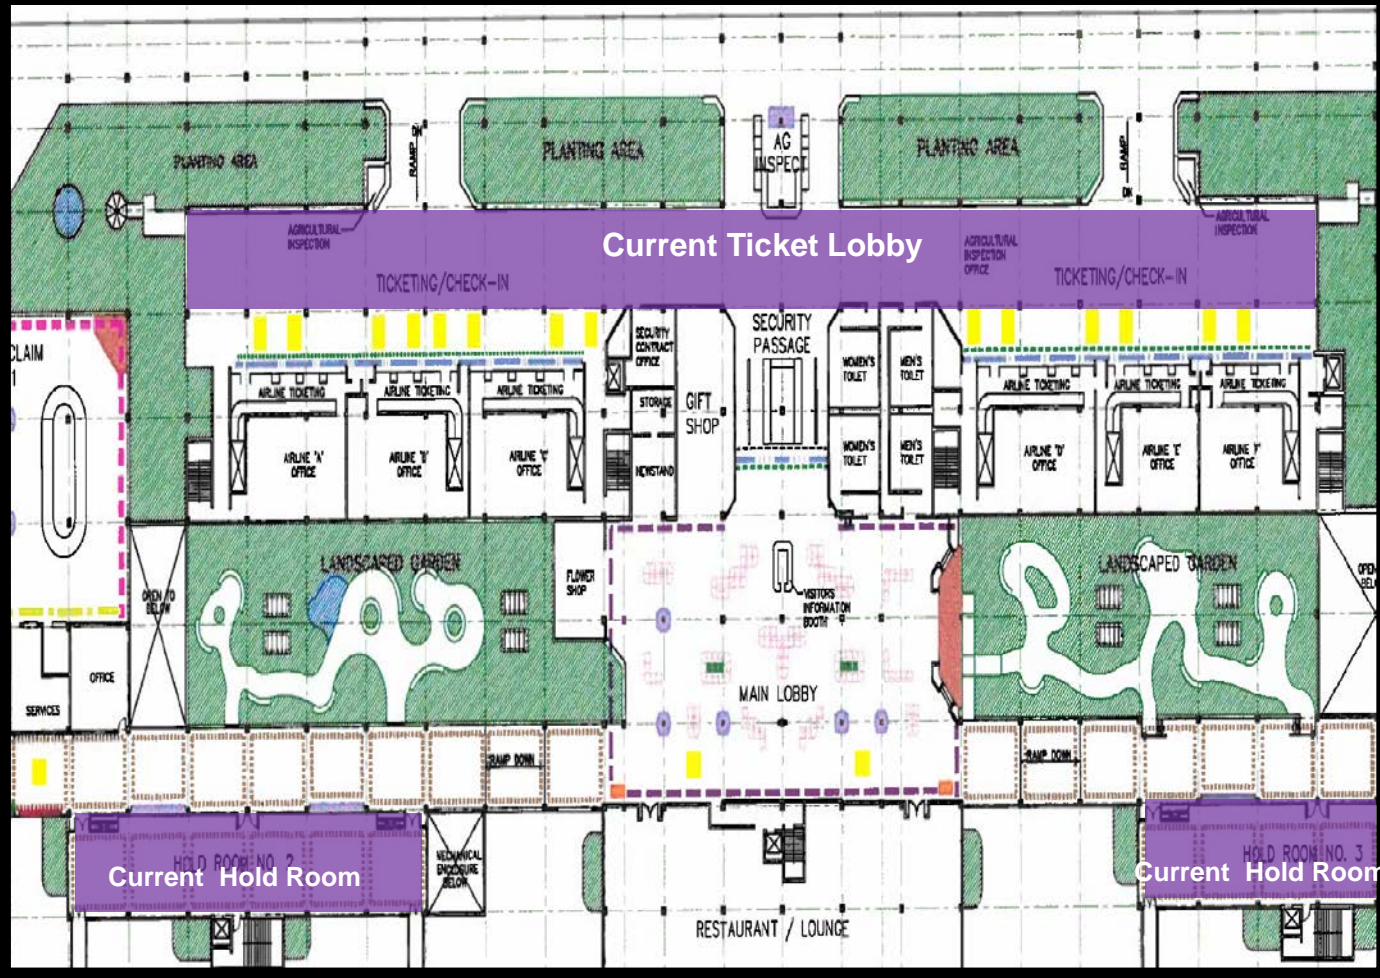 PLANTING AREA
RAMP
DN
PLANTING AREA
AG
INSPECT
PLANTING AREA
RAMP
DN
AGRICULTURAL
INSPECTION
Current Ticket Lobby
AGRICULTURAL
INSPECTION
OFFICE
AGRICULTURAL
INSPECTION
TICKETING/CHECK-IN
TICKETING/CHECK-IN
CLAIM
1
SECURITY
CONTRACT
OFFICE
SECURITY
PASSAGE
WOMEN'S
TOILET
MEN'S
TOILET
AIRLINE TICKETING
AIRLINE TICKETING
AIRLINE TICKETING
STORAGE
GIFT
SHOP
AIRLINE TICKETING
AIRLINE TICKETING
AIRLINE TICKETING
AIRLINE 'A'
OFFICE
AIRLINE 'B'
OFFICE
AIRLINE 'C'
OFFICE
NEWSTAND
WOMEN'S
TOILET
MEN'S
TOILET
AIRLINE 'D'
OFFICE
AIRLINE 'E'
OFFICE
AIRLINE 'F'
OFFICE
LANDSCAPED GARDEN
LANDSCAPED GARDEN
OPEN TO
BELOW
FLOWER
SHOP
VISITORS
INFORMATION
BOOTH
OPEN
BEL
OFFICE
SERVICES
MAIN LOBBY
RAMP DOWN
RAMP DOWN
HOLD ROOM NO. 2
Current Hold Room
MECHANICAL
ENCLOSURE
BELOW
HOLD ROOM NO. 3
Current Hold Room
RESTAURANT / LOUNGE